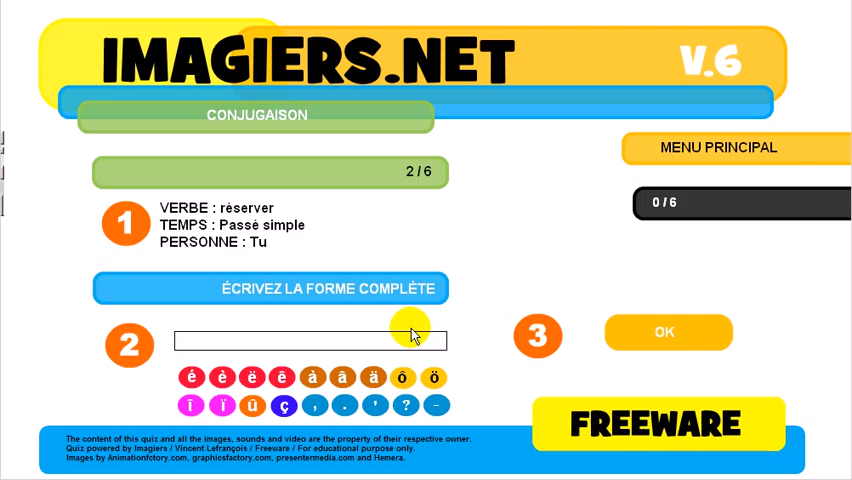 IMAGIERS.NET
V.6
CONJUGAISON
MENU PRINCIPAL
2 / 6
0 / 6
1
VERBE : réserver
TEMPS : Passé simple
PERSONNE : Tu
ÉCRIVEZ LA FORME COMPLÈTE
2
3
OK
é è ë ê à â ä ô ö
î ï û ç , . ' ? -
FREEWARE
The content of this quiz and all the images, sounds and video are the property of their respective owner.
Quiz powered by Imagiers / Vincent Lefrançois / Freeware / For educational purpose only.
Images by Animationfctory.com, graphicsfactory.com, presentermedia.com and Hemera.